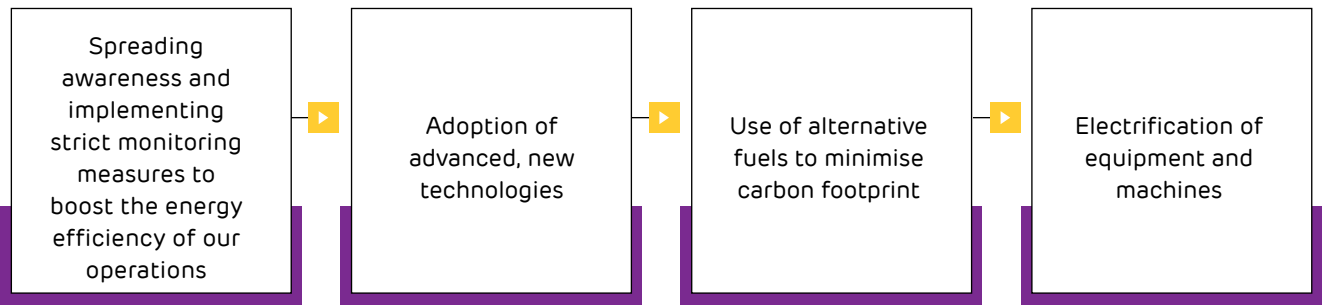 Spreading
awareness and
implementing
strict monitoring
measures to
boost the energy
efficiency of our
operations
Adoption of
advanced, new
technologies
Use of alternative
fuels to minimise
carbon footprint
Electrification of
equipment and
machines